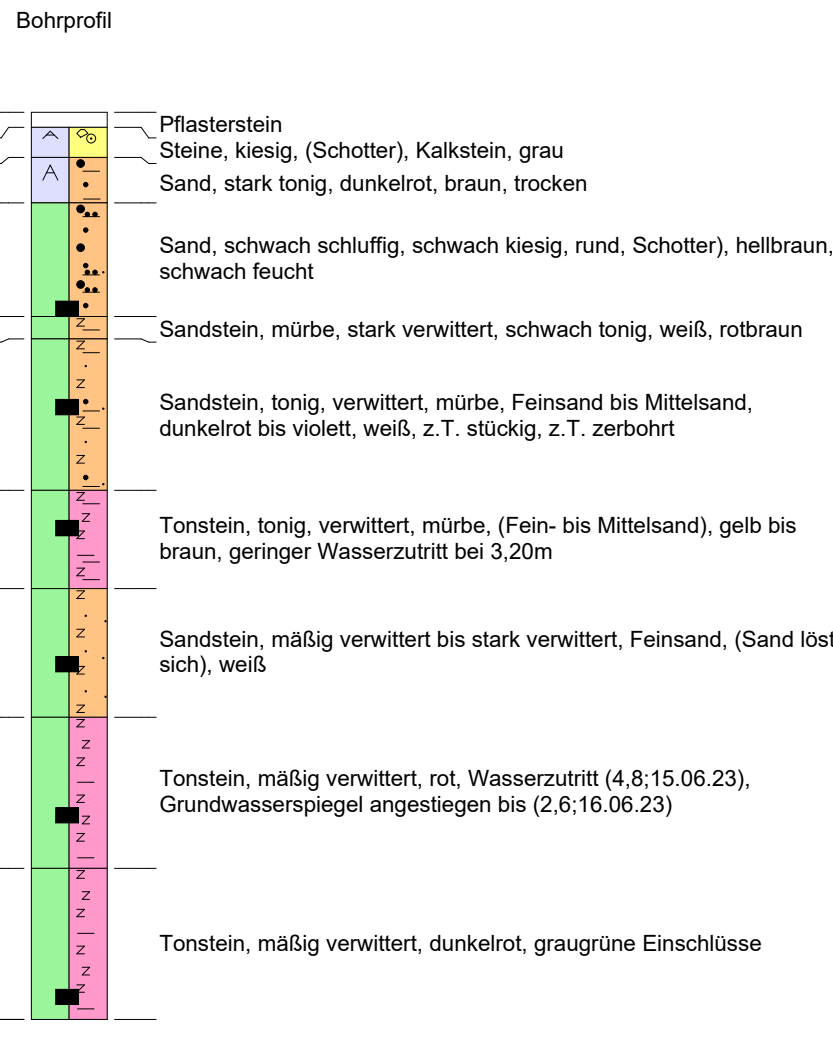 Bohrprofil
Pflasterstein
Steine, kiesig, (Schotter), Kalkstein, grau
Sand, stark tonig, dunkelrot, braun, trocken
Sand, schwach schluffig, schwach kiesig, rund, Schotter), hellbraun,
schwach feucht
Sandstein, mürbe, stark verwittert, schwach tonig, weiß, rotbraun
Sandstein, tonig, verwittert, mürbe, Feinsand bis Mittelsand,
dunkelrot bis violett, weiß, z.T. stückig, z.T. zerbohrt
Tonstein, tonig, verwittert, mürbe, (Fein- bis Mittelsand), gelb bis
braun, geringer Wasserzutritt bei 3,20m
Sandstein, mäßig verwittert bis stark verwittert, Feinsand, (Sand löst
sich), weiß
Tonstein, mäßig verwittert, rot, Wasserzutritt (4,8;15.06.23),
Grundwasserspiegel angestiegen bis (2,6;16.06.23)
Tonstein, mäßig verwittert, dunkelrot, graugrüne Einschlüsse